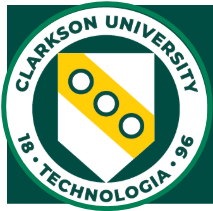 CLARKSON UNIVERSITY
18 • TECHNOLOGIA • 96